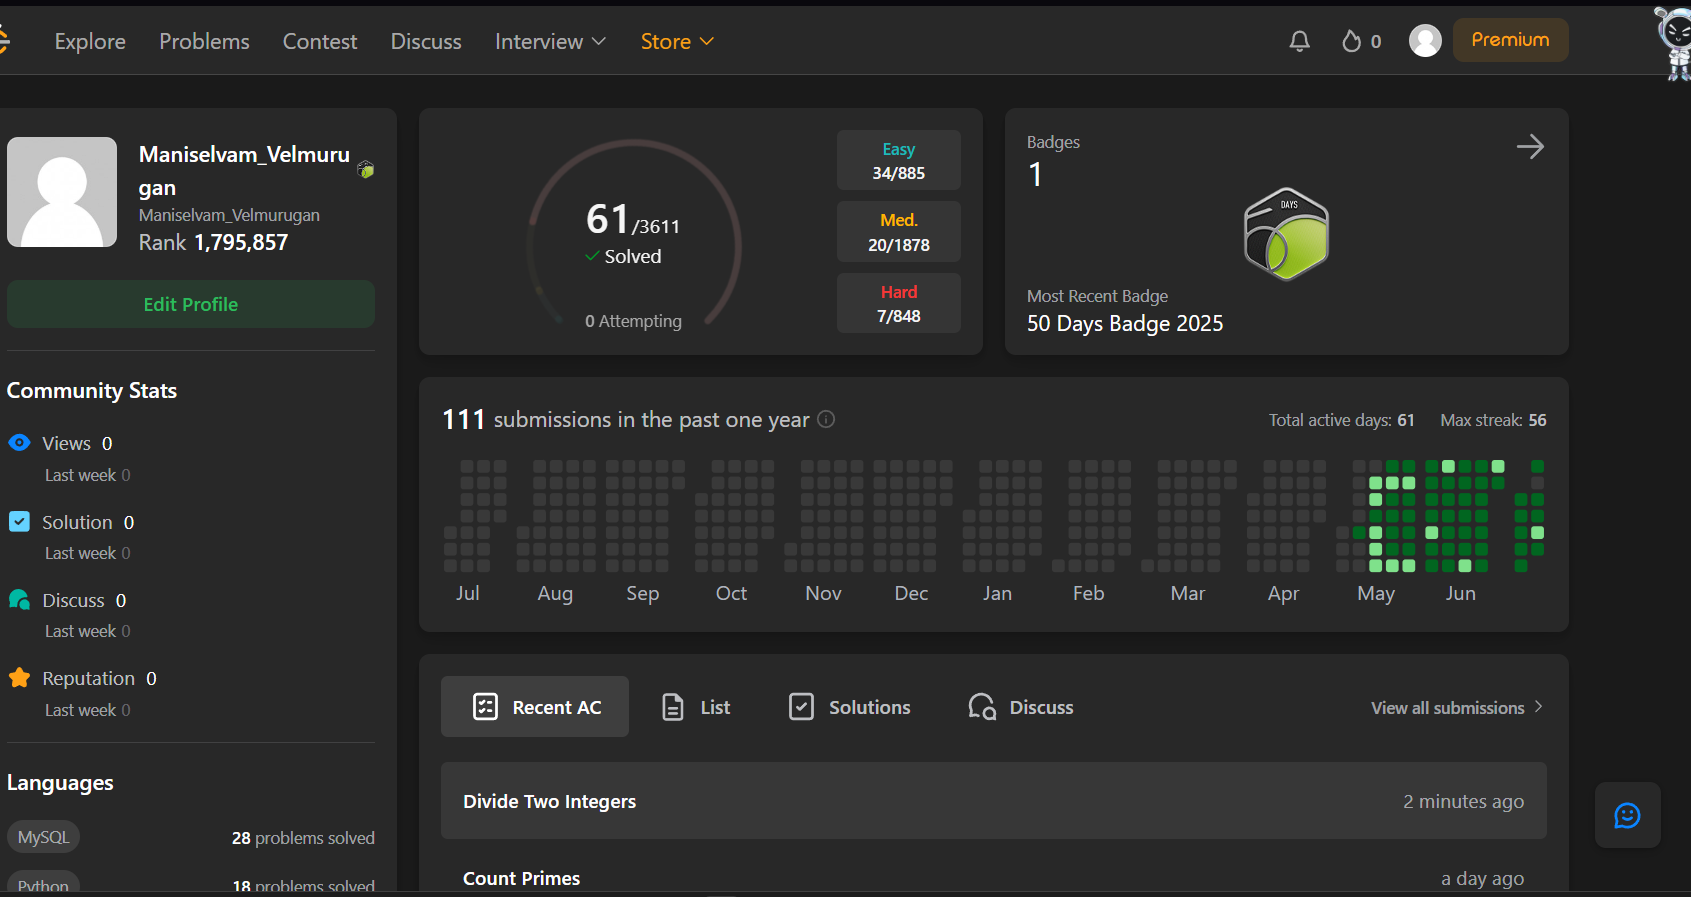 Explore Problems Contest Discuss Interview Store 0 Premium
Maniselvam_Velmuru
gan
Maniselvam_Velmurugan
Rank 1,795,857
Edit Profile
Community Stats
Views 0
Last week 0
Solution 0
Last week 0
Discuss 0
Last week 0
Reputation 0
Last week 0
Languages
MySQL 28 problems solved
Python 18 problems solved
61/3611
Solved
0 Attempting
Easy
34/885
Med.
20/1878
Hard
7/848
Badges
1
DAYS
Most Recent Badge
50 Days Badge 2025
111 submissions in the past one year Total active days: 61 Max streak: 56
Jul Aug Sep Oct Nov Dec Jan Feb Mar Apr May Jun
Recent AC List Solutions Discuss View all submissions
Divide Two Integers 2 minutes ago
Count Primes a day ago